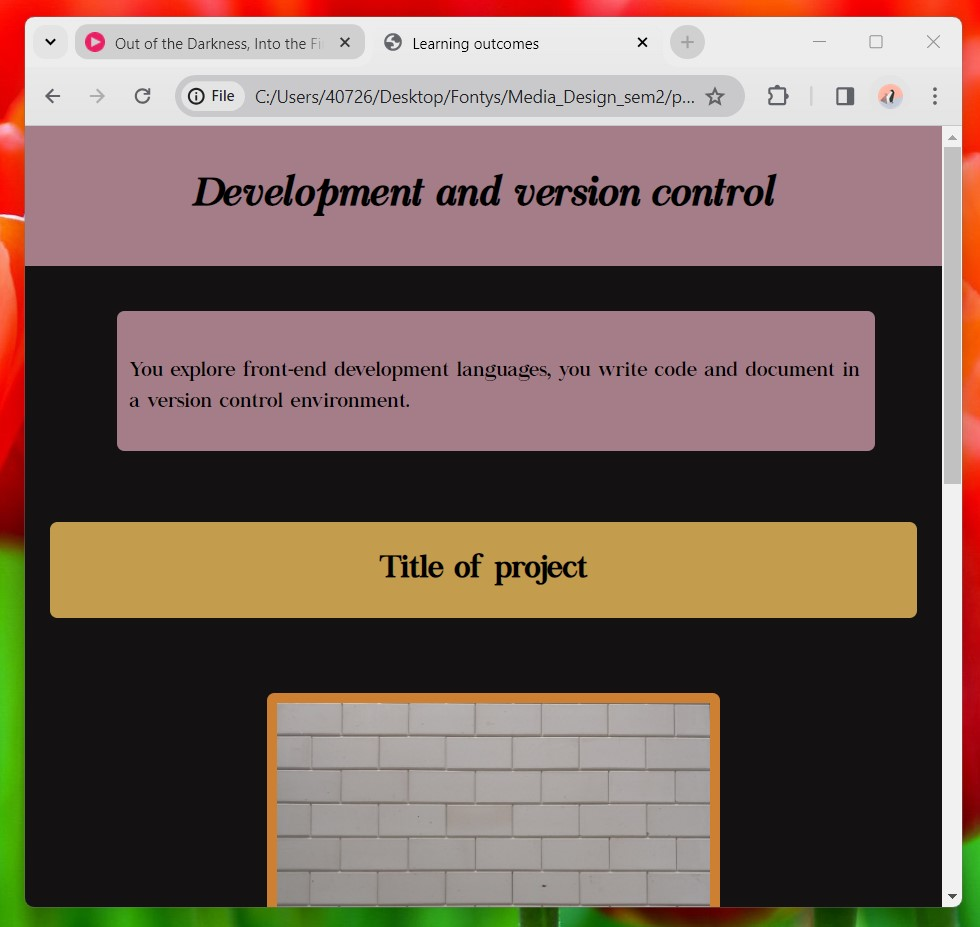 Out of the Darkness, Into the Fi
Learning outcomes
File
C:/Users/40726/Desktop/Fontys/Media_Design_sem2/p...
Development and version control
You explore front-end development languages, you write code and document in
a version control environment.
Title of project